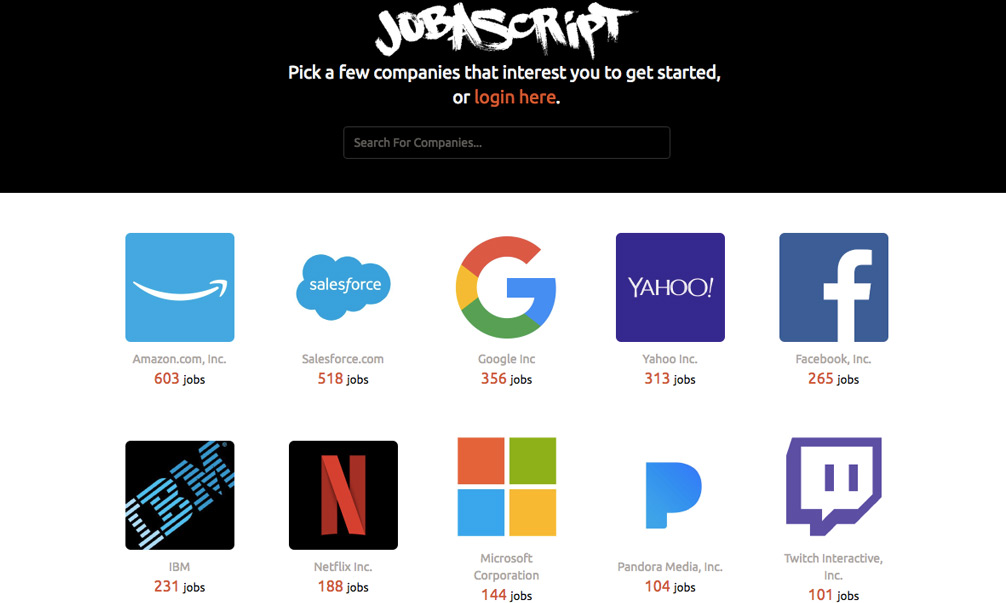 JOBASCRIPT
Pick a few companies that interest you to get started,
or login here.
Search For Companies...
salesforce
YAHOO!
Amazon.com, Inc.
603 jobs
Salesforce.com
518 jobs
Google Inc
356 jobs
Yahoo Inc.
313 jobs
Facebook, Inc.
265 jobs
IBM
IBM
231 jobs
Netflix Inc.
188 jobs
Microsoft
Corporation
144 jobs
Pandora Media, Inc.
104 jobs
Twitch Interactive,
Inc.
101 jobs